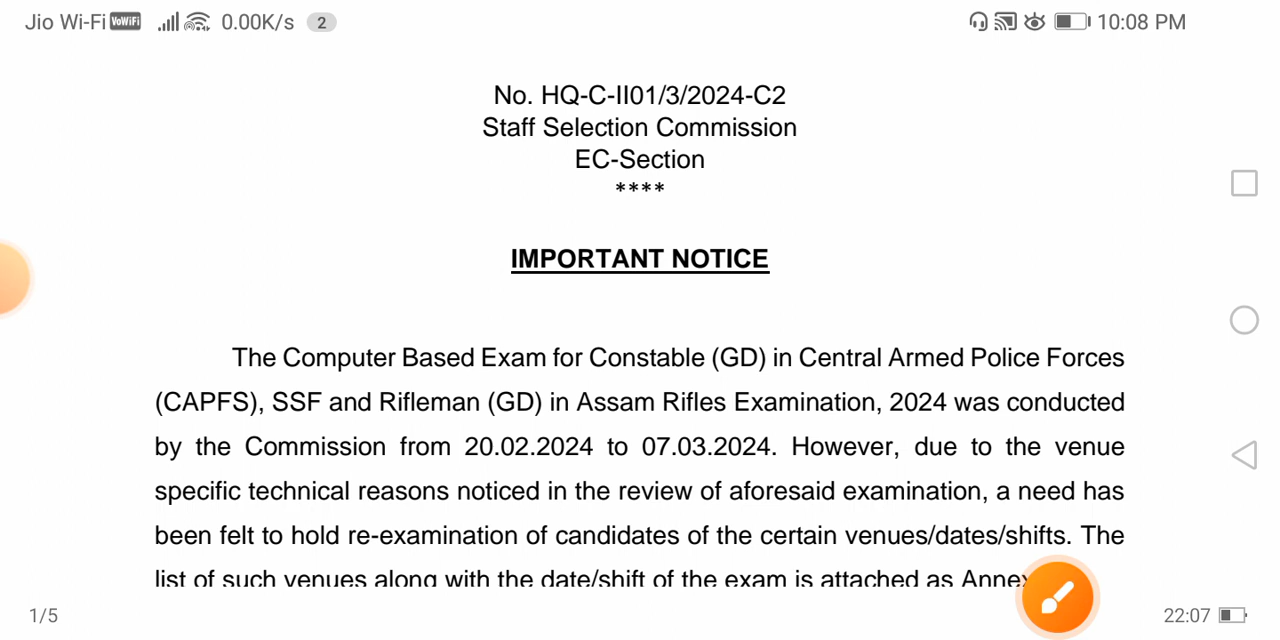 Jio Wi-Fi VoWiFi 0.00K/s 2 10:08 PM
No. HQ-C-II01/3/2024-C2
Staff Selection Commission
EC-Section
****
IMPORTANT NOTICE
The Computer Based Exam for Constable (GD) in Central Armed Police Forces
(CAPFS), SSF and Rifleman (GD) in Assam Rifles Examination, 2024 was conducted
by the Commission from 20.02.2024 to 07.03.2024. However, due to the venue
specific technical reasons noticed in the review of aforesaid examination, a need has
been felt to hold re-examination of candidates of the certain venues/dates/shifts. The
list of such venues along with the date/shift of the exam is attached as
1/5 22:07